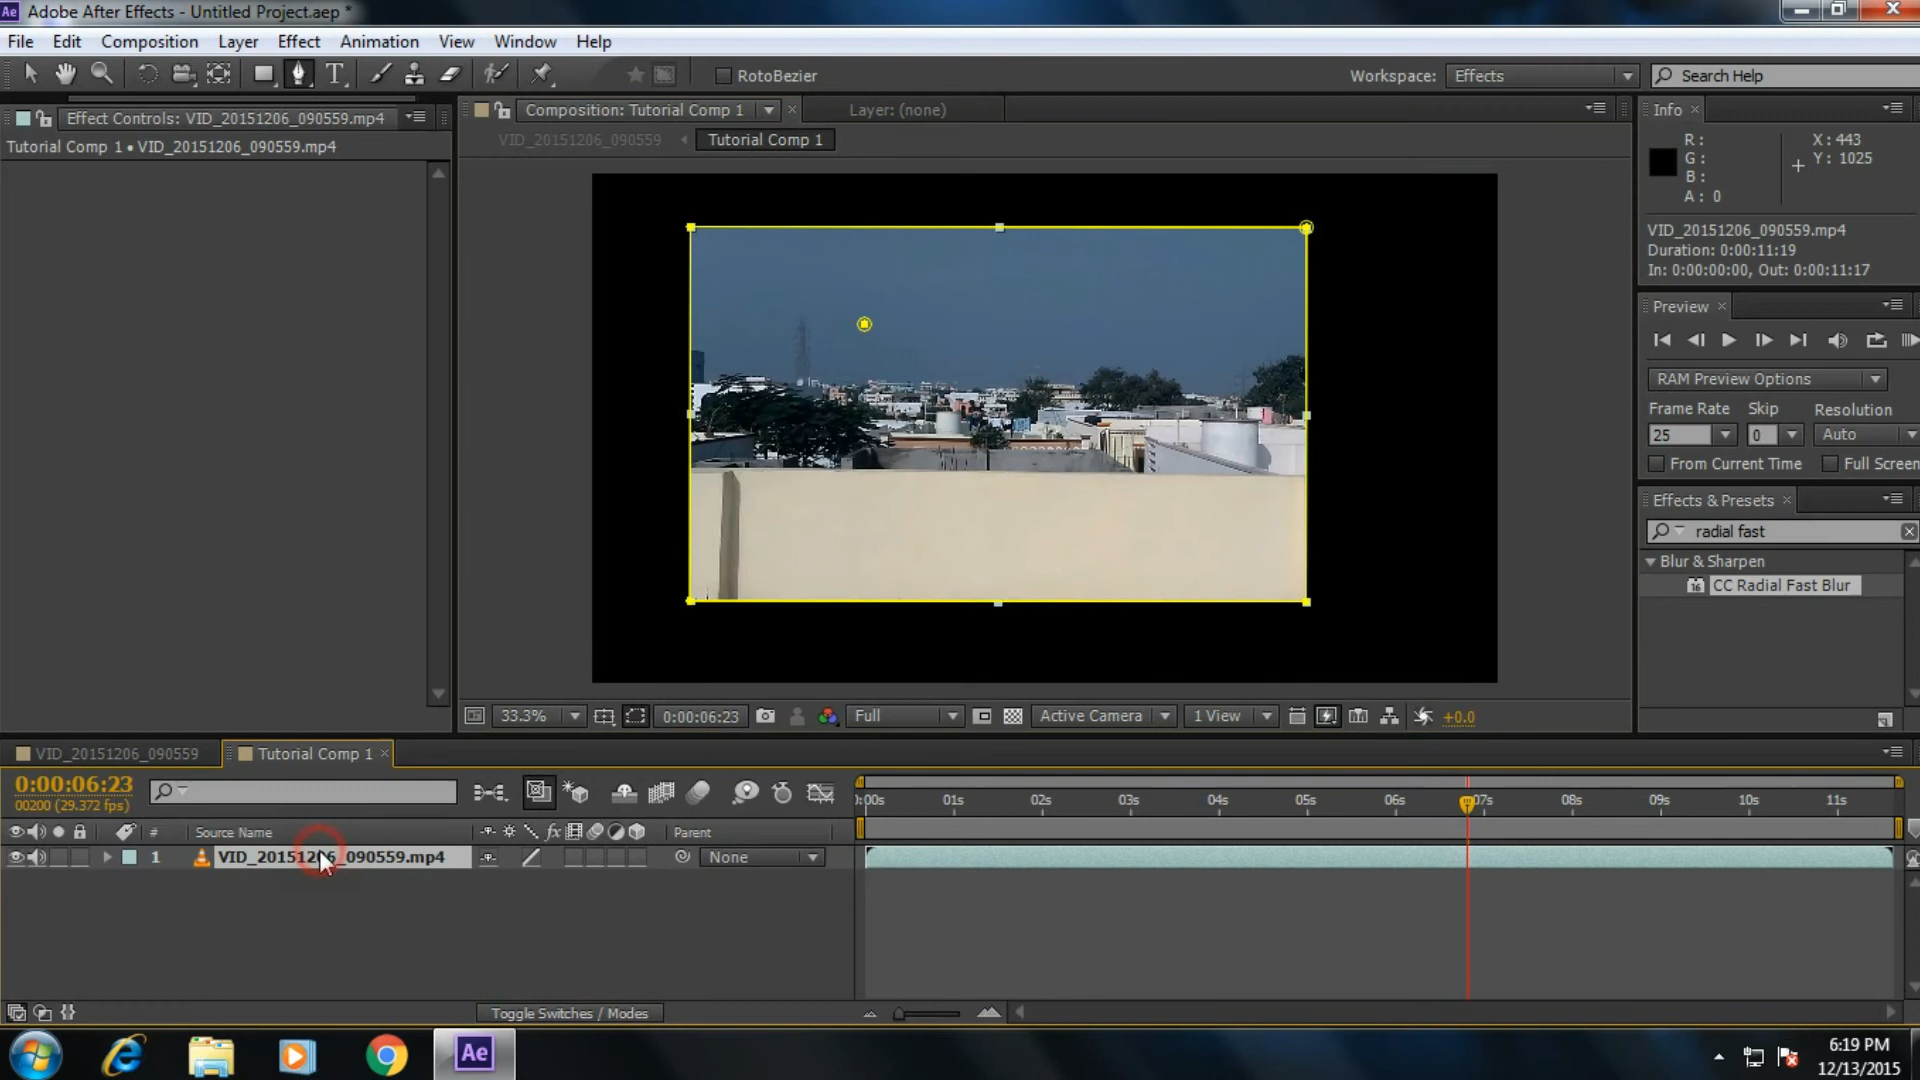 Ae Adobe After Effects - Untitled Project.aep *
File Edit Composition Layer Effect Animation View Window Help
T RotoBezier Workspace: Effects Search Help
Effect Controls: VID_20151206_090559.mp4
Tutorial Comp 1 • VID_20151206_090559.mp4
Composition: Tutorial Comp 1 Layer: (none)
VID_20151206_090559 Tutorial Comp 1
Info
R: X: 443
G: Y: 1025
B:
A: 0
VID_20151206_090559.mp4
Duration: 0:00:11:19
In: 0:00:00:00, Out: 0:00:11:17
Preview
RAM Preview Options
Frame Rate Skip Resolution
25 0 Auto
From Current Time Full Screen
Effects & Presets
radial fast
Blur & Sharpen
16 CC Radial Fast Blur
33.3% 0:00:06:23 Full Active Camera 1 View +0.0
VID_20151206_090559 Tutorial Comp 1
0:00:06:23
00200 (29.372 fps)
):00s 01s 02s 03s 04s 05s 06s 07s 08s 09s 10s 11s
# Source Name fx Parent
1 VID_20151206_090559.mp4 None
Toggle Switches / Modes
Ae
6:19 PM
12/13/2015